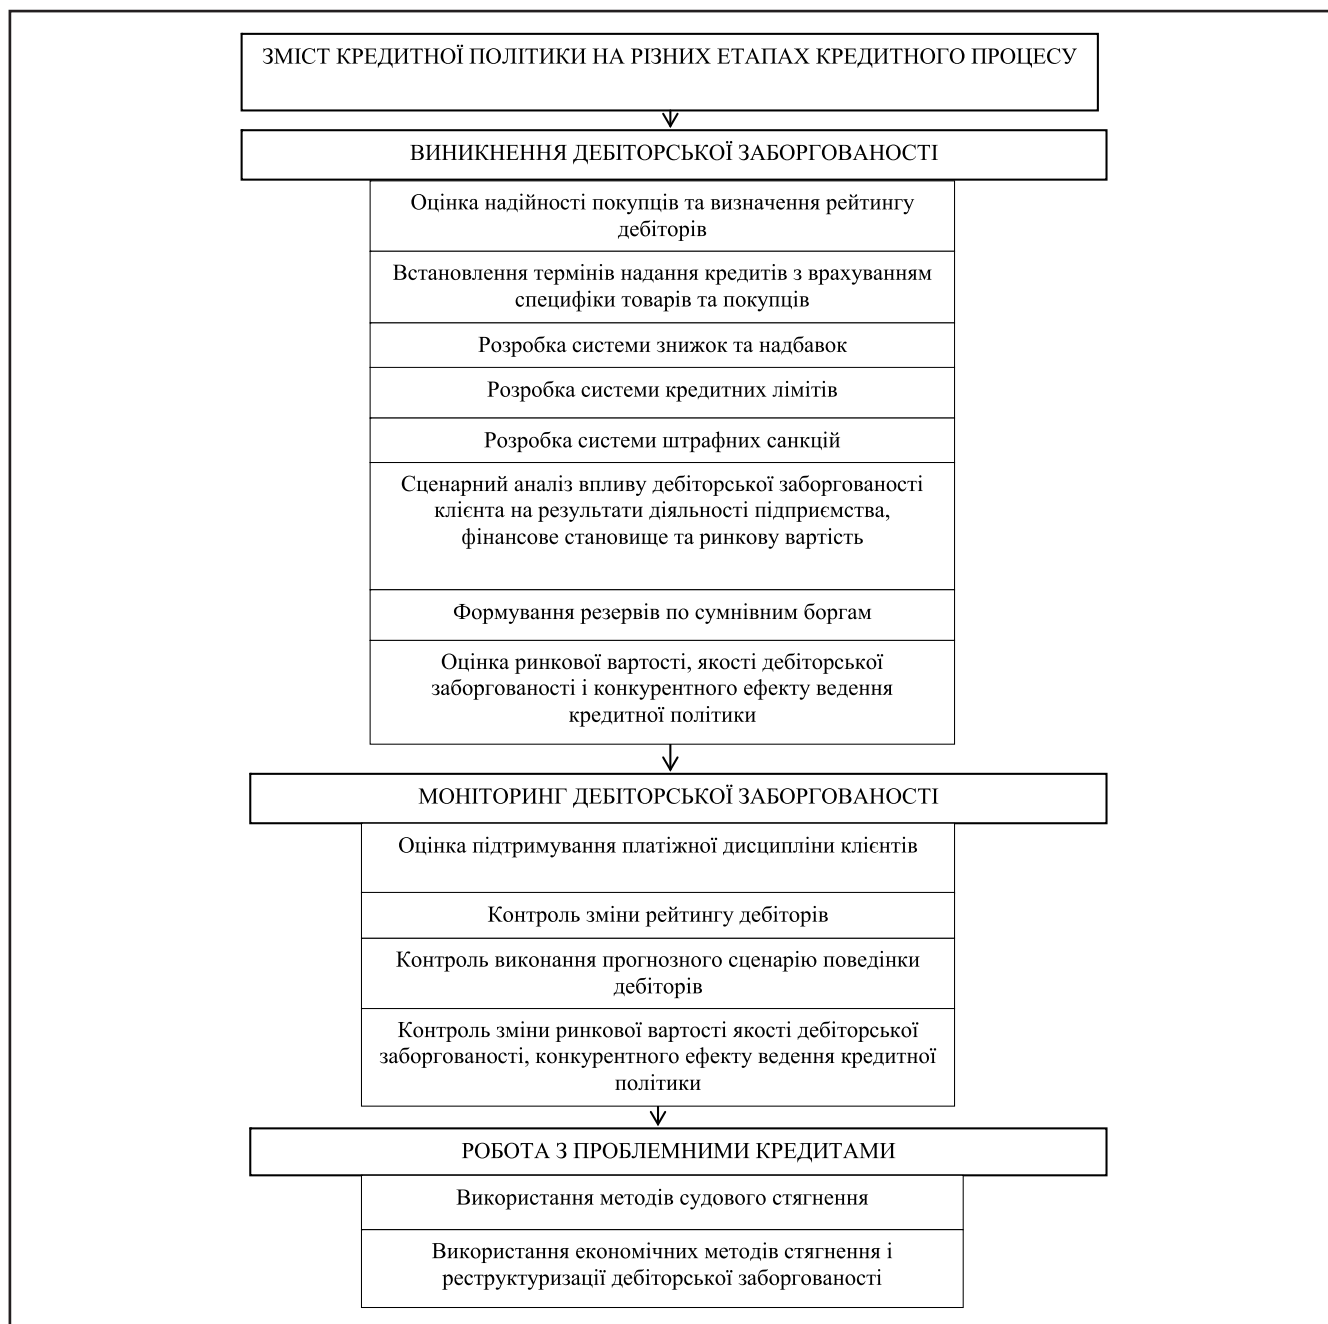 ЗМІСТ КРЕДИТНОЇ ПОЛІТИКИ НА РІЗНИХ ЕТАПАХ КРЕДИТНОГО ПРОЦЕСУ
ВИНИКНЕННЯ ДЕБІТОРСЬКОЇ ЗАБОРГОВАНОСТІ
Оцінка надійності покупців та визначення рейтингу
дебіторів
Встановлення термінів надання кредитів з врахуванням
специфіки товарів та покупців
Розробка системи знижок та надбавок
Розробка системи кредитних лімітів
Розробка системи штрафних санкцій
Сценарний аналіз впливу дебіторської заборгованості
клієнта на результати діяльності підприємства,
фінансове становище та ринкову вартість
Формування резервів по сумнівним боргам
Оцінка ринкової вартості, якості дебіторської
заборгованості і конкурентного ефекту ведення
кредитної політики
МОНІТОРИНГ ДЕБІТОРСЬКОЇ ЗАБОРГОВАНОСТІ
Оцінка підтримування платіжної дисципліни клієнтів
Контроль зміни рейтингу дебіторів
Контроль виконання прогнозного сценарію поведінки
дебіторів
Контроль зміни ринкової вартості якості дебіторської
заборгованості, конкурентного ефекту ведення кредитної
політики
РОБОТА З ПРОБЛЕМНИМИ КРЕДИТАМИ
Використання методів судового стягнення
Використання економічних методів стягнення і
реструктуризації дебіторської заборгованості